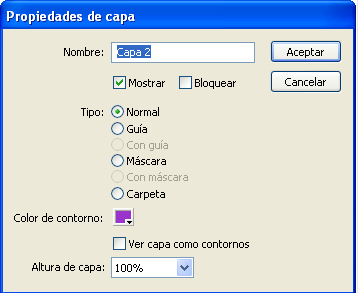 Propiedades de capa
Nombre: Capa 2 Aceptar
Mostrar Bloquear Cancelar
Tipo: Normal
Guía
Con guía
Máscara
Con máscara
Carpeta
Color de contorno:
Ver capa como contornos
Altura de capa: 100%